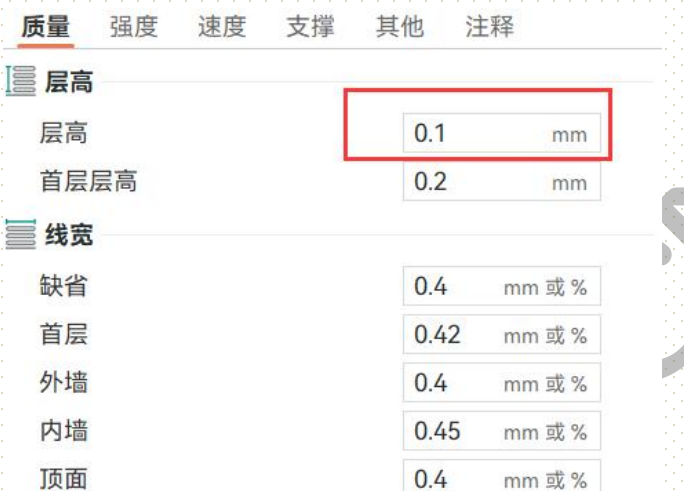 质量 强度 速度 支撑 其他 注释
层高
层高 0.1 mm
首层层高 0.2 mm
线宽
缺省 0.4 mm 或 %
首层 0.42 mm 或 %
外墙 0.4 mm 或 %
内墙 0.45 mm 或 %
顶面 0.4 mm 或 %